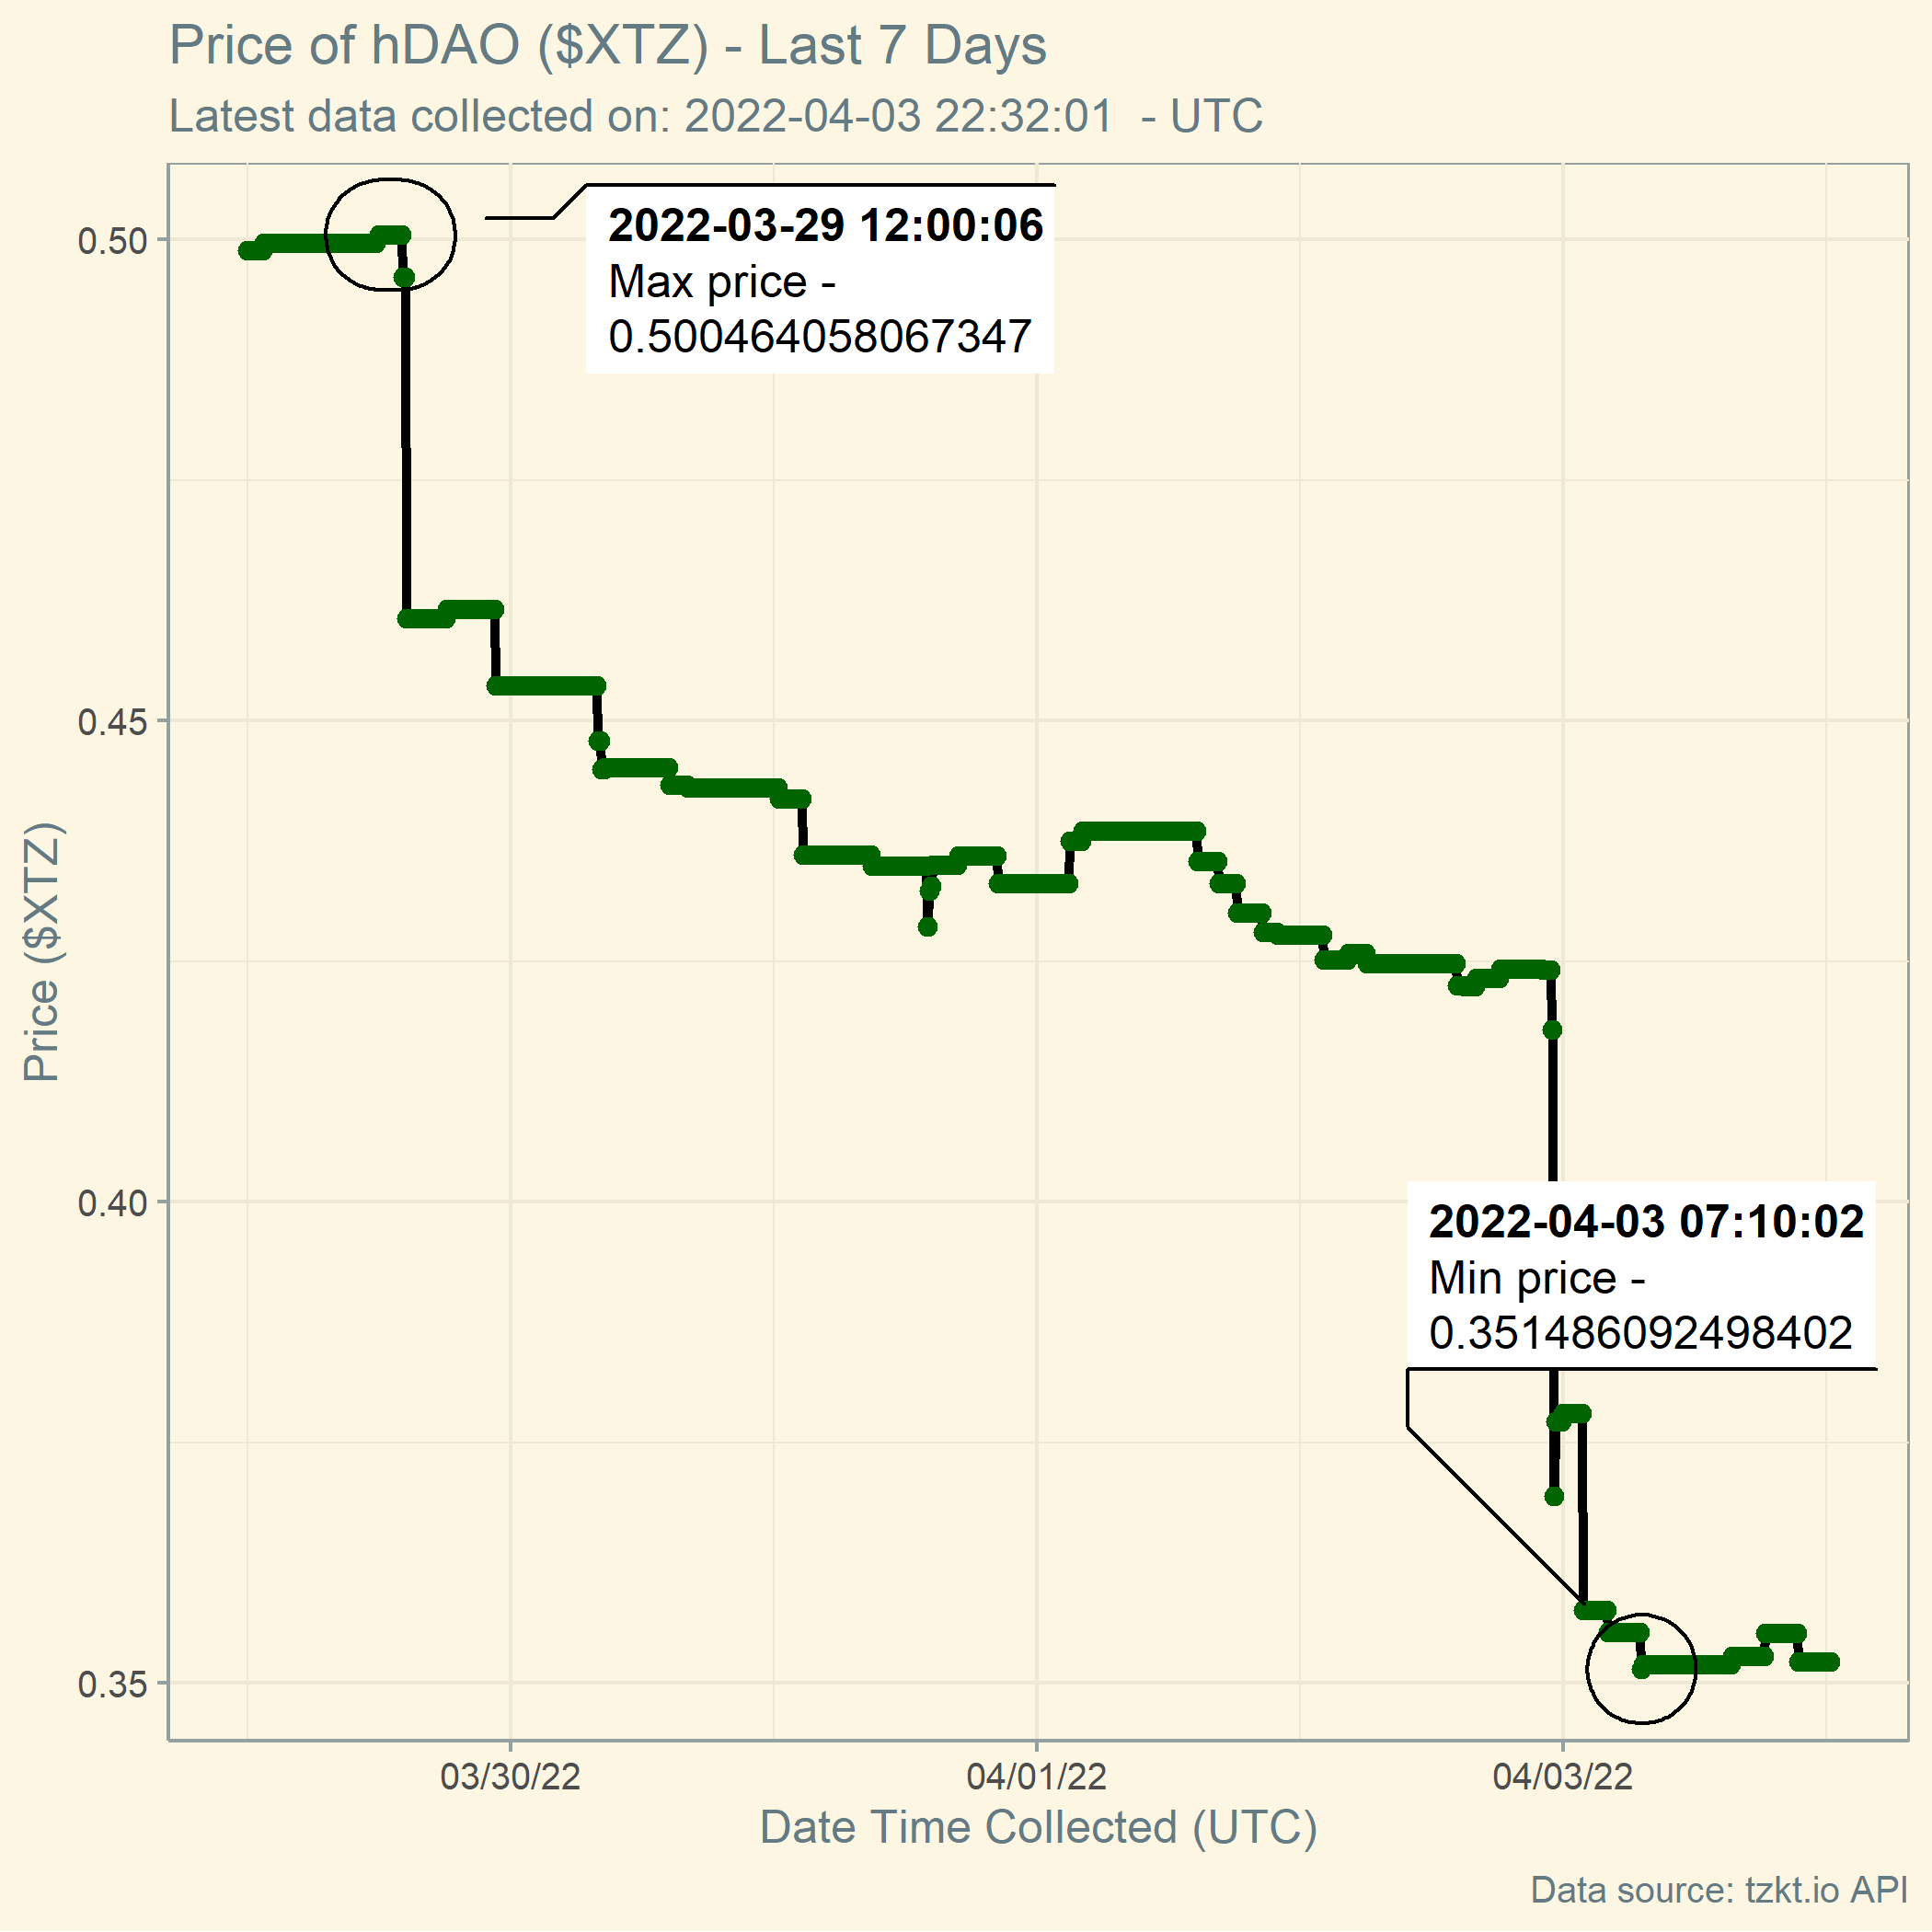 Price of hDAO ($XTZ) - Last 7 Days
Latest data collected on: 2022-04-03 22:32:01  - UTC
2022-03-29 12:00:06
Max price -
0.500464058067347
0.50
0.45
0.40
0.35
Price ($XTZ)
2022-04-03 07:10:02
Min price -
0.351486092498402
03/30/22
04/01/22
04/03/22
Date Time Collected (UTC)
Data source: tzkt.io API